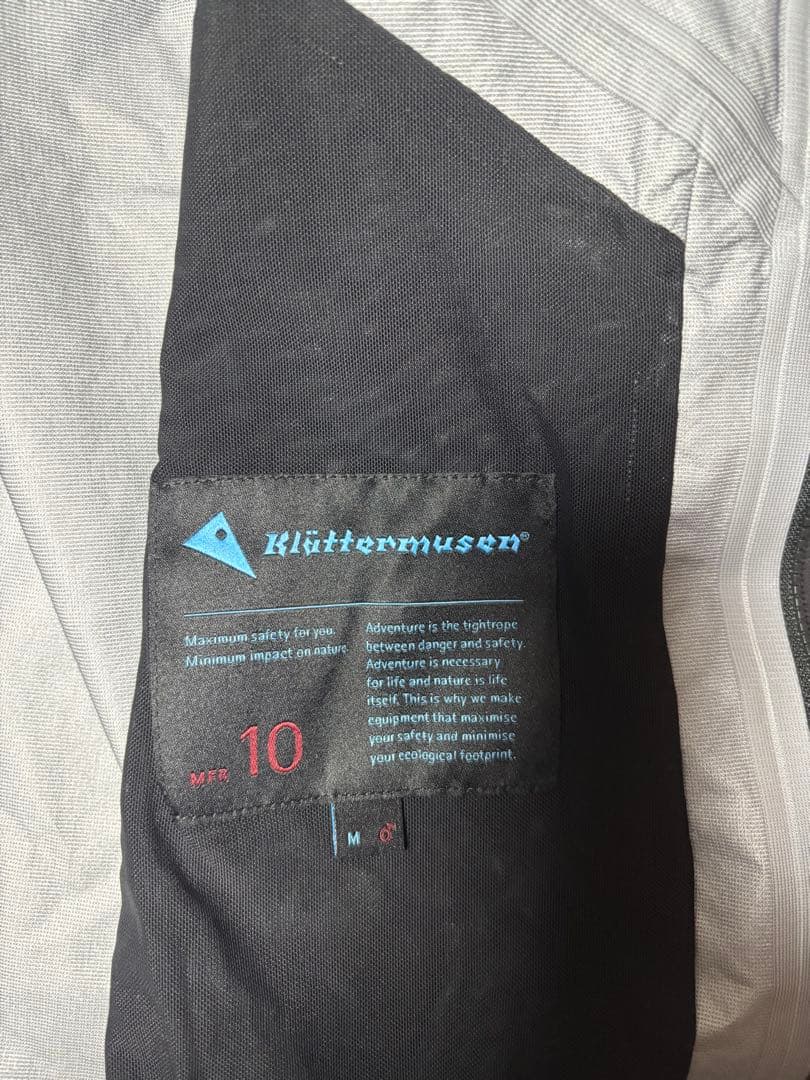 Klättermusen®
Maximum safety for you.
Minimum impact on nature.
Adventure is the tightrope
between danger and safety.
Adventure is necessary
for life and nature is life
itself. This is why we make
equipment that maximise
your safety and minimise
your ecological footprint.
MFR 10
M ♂